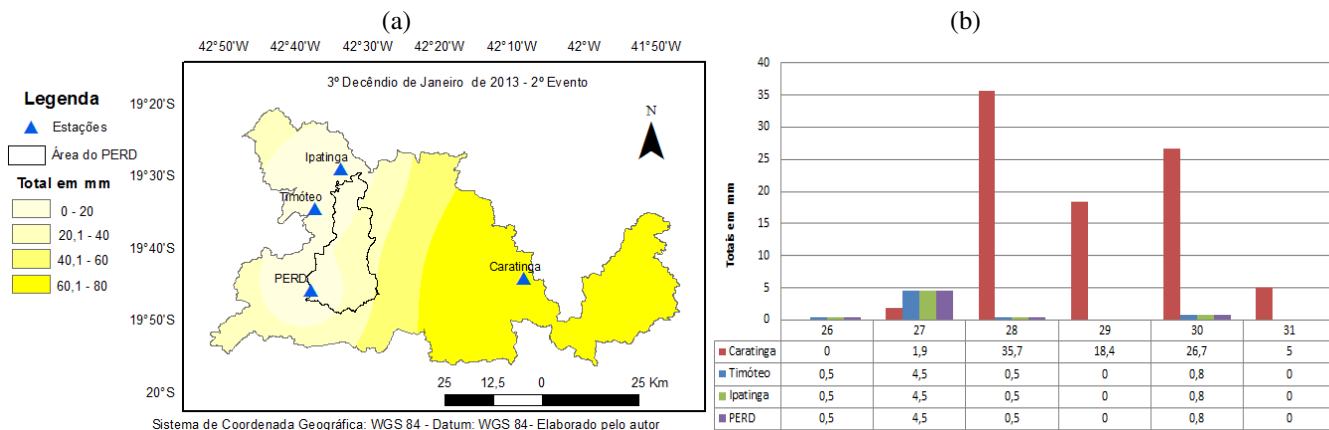 (a)
(b)
42°50'W 42°40'W 42°30'W 42°20'W 42°10'W 42°W 41°50'W
3º Decêndio de Janeiro de 2013 - 2º Evento
Legenda
Estações
Área do PERD
Total em mm
0 - 20
20,1 - 40
40,1 - 60
60,1 - 80
19°20'S
19°30'S
19°40'S
19°50'S
20°S
N
Ipatinga
Timóteo
PERD
Caratinga
25 12,5 0 25 Km
Sistema de Coordenada Geográfica: WGS 84 - Datum: WGS 84- Elaborado pelo autor
Totais em mm
40
35
30
25
20
15
10
5
0
26 27 28 29 30 31
Caratinga 0 1,9 35,7 18,4 26,7 5
Timóteo 0,5 4,5 0,5 0 0,8 0
Ipatinga 0,5 4,5 0,5 0 0,8 0
PERD 0,5 4,5 0,5 0 0,8 0